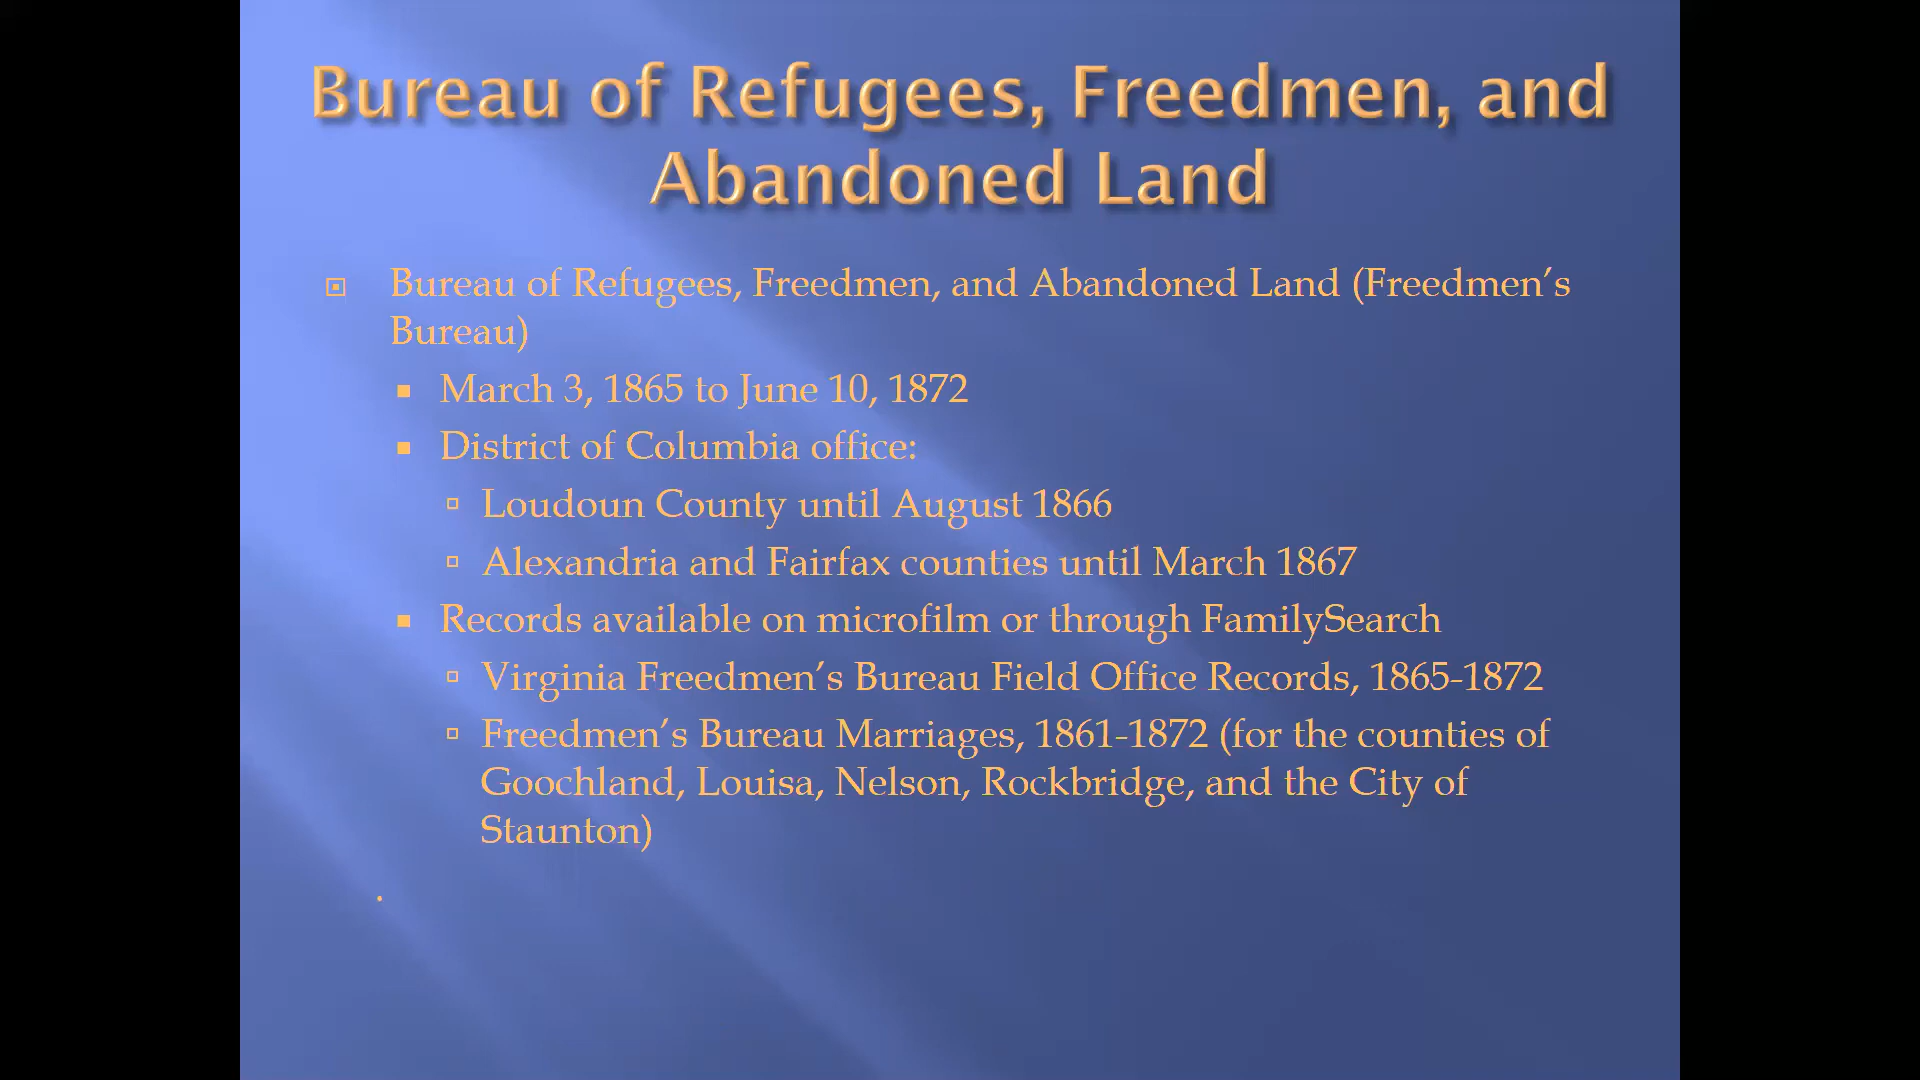 Bureau of Refugees, Freedmen, and
Abandoned Land
Bureau of Refugees, Freedmen, and Abandoned Land (Freedmen’s
Bureau)
March 3, 1865 to June 10, 1872
District of Columbia office:
Loudoun County until August 1866
Alexandria and Fairfax counties until March 1867
Records available on microfilm or through FamilySearch
Virginia Freedmen’s Bureau Field Office Records, 1865-1872
Freedmen’s Bureau Marriages, 1861-1872 (for the counties of
Goochland, Louisa, Nelson, Rockbridge, and the City of
Staunton)
.